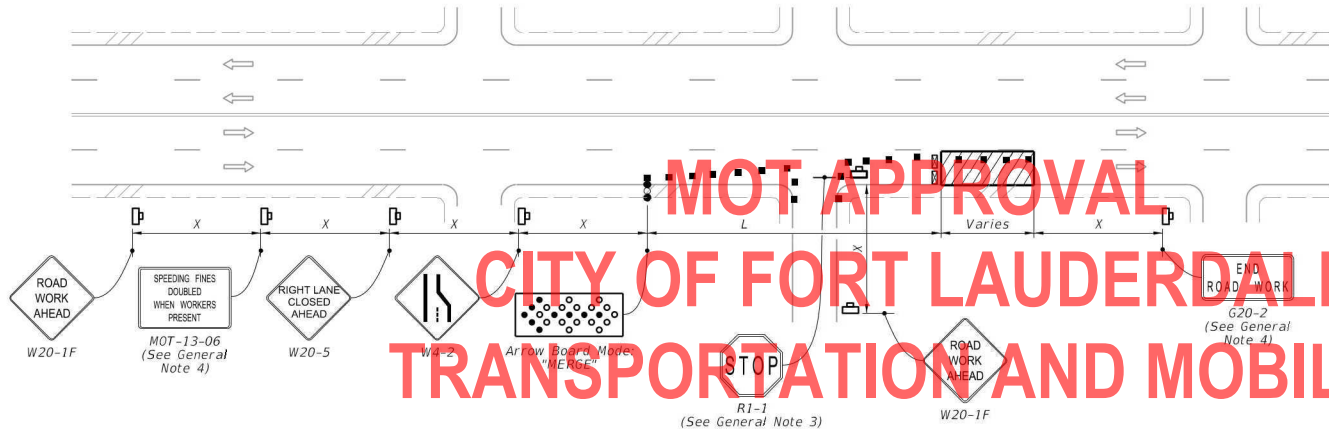 X
X
X
X
L
Varies
X
X
ROAD
WORK
AHEAD
W20-1F
SPEEDING FINES
DOUBLED
WHEN WORKERS
PRESENT
MOT-13-06
(See General
Note 4)
RIGHT LANE
CLOSED
AHEAD
W20-5
W4-2
Arrow Board Mode:
"MERGE"
STOP
R1-1
(See General Note 3)
ROAD
WORK
AHEAD
W20-1F
END
ROAD WORK
G20-2
(See General
Note 4)
MOT APPROVAL
CITY OF FORT LAUDERDAL
TRANSPORTATION AND MOBIL